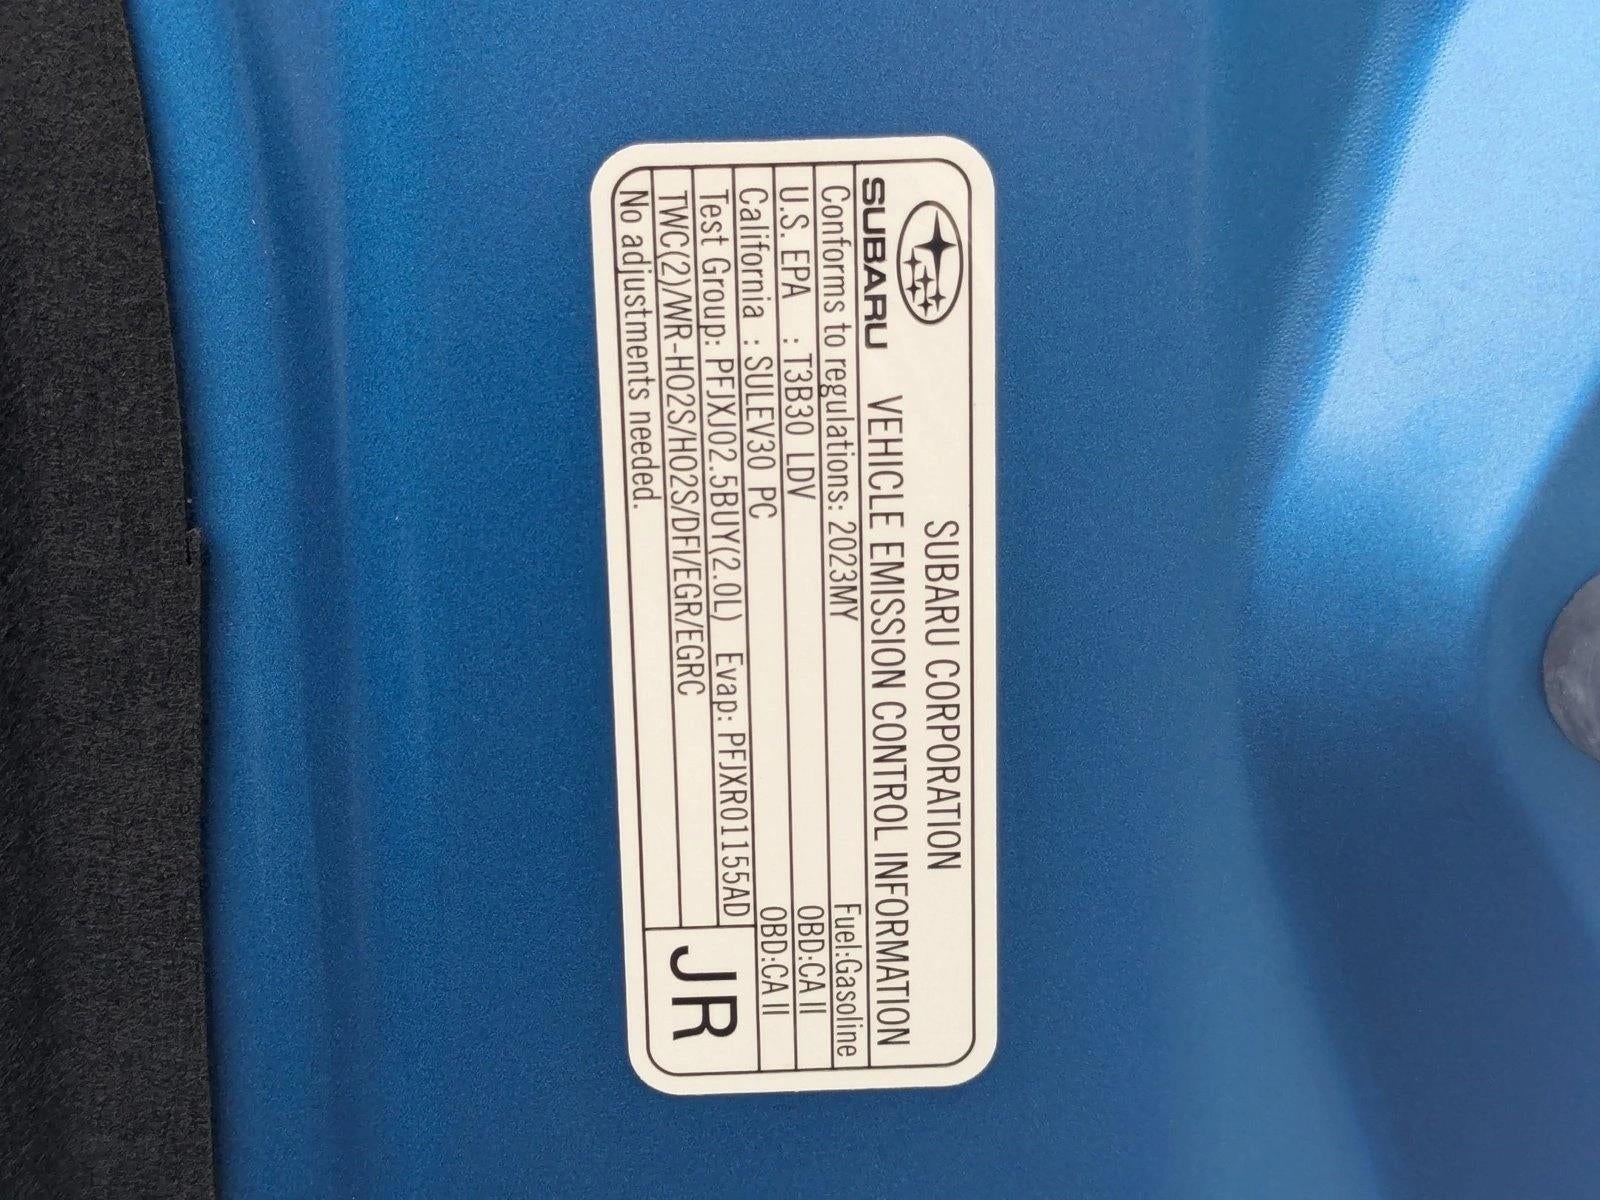 SUBARU CORPORATION
SUBARU VEHICLE EMISSION CONTROL INFORMATION
Conforms to regulations: 2023MY Fuel:Gasoline
U.S. EPA : T3B30 LDV OBD:CA II
California : SULEV30 PC OBD:CA II
Test Group: PFJXJ02.5BUY(2.0L) Evap: PFJXR01155AD
TWC(2)/WR-HO2S/HO2S/DFI/EGR/EGRC
No adjustments needed.
JR